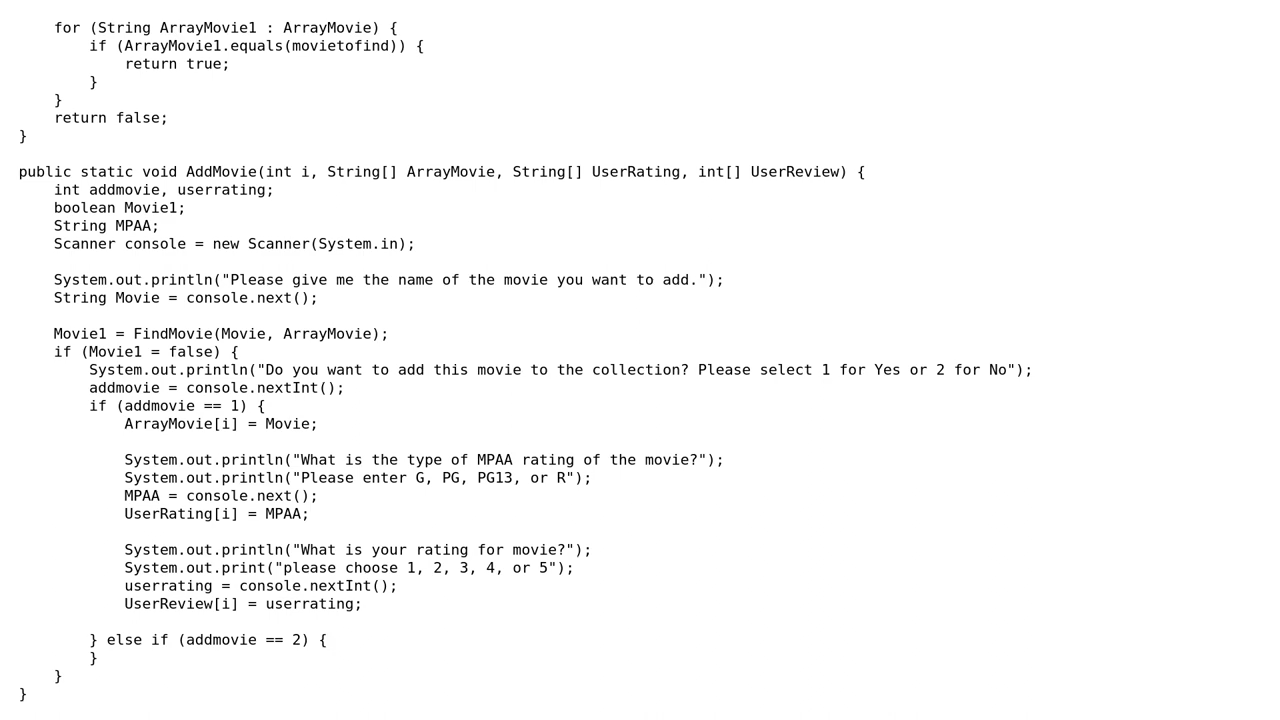 for (String ArrayMovie1 : ArrayMovie) {
if (ArrayMovie1.equals(movietofind)) {
return true;
}
}
return false;
}
public static void AddMovie(int i, String[] ArrayMovie, String[] UserRating, int[] UserReview) {
int addmovie, userrating;
boolean Movie1;
String MPAA;
Scanner console = new Scanner(System.in);
System.out.println("Please give me the name of the movie you want to add.");
String Movie = console.next();
Movie1 = FindMovie(Movie, ArrayMovie);
if (Movie1 = false) {
System.out.println("Do you want to add this movie to the collection? Please select 1 for Yes or 2 for No");
addmovie = console.nextInt();
if (addmovie == 1) {
ArrayMovie[i] = Movie;
System.out.println("What is the type of MPAA rating of the movie?");
System.out.println("Please enter G, PG, PG13, or R");
MPAA = console.next();
UserRating[i] = MPAA;
System.out.println("What is your rating for movie?");
System.out.print("please choose 1, 2, 3, 4, or 5");
userrating = console.nextInt();
UserReview[i] = userrating;
} else if (addmovie == 2) {
}
}
}